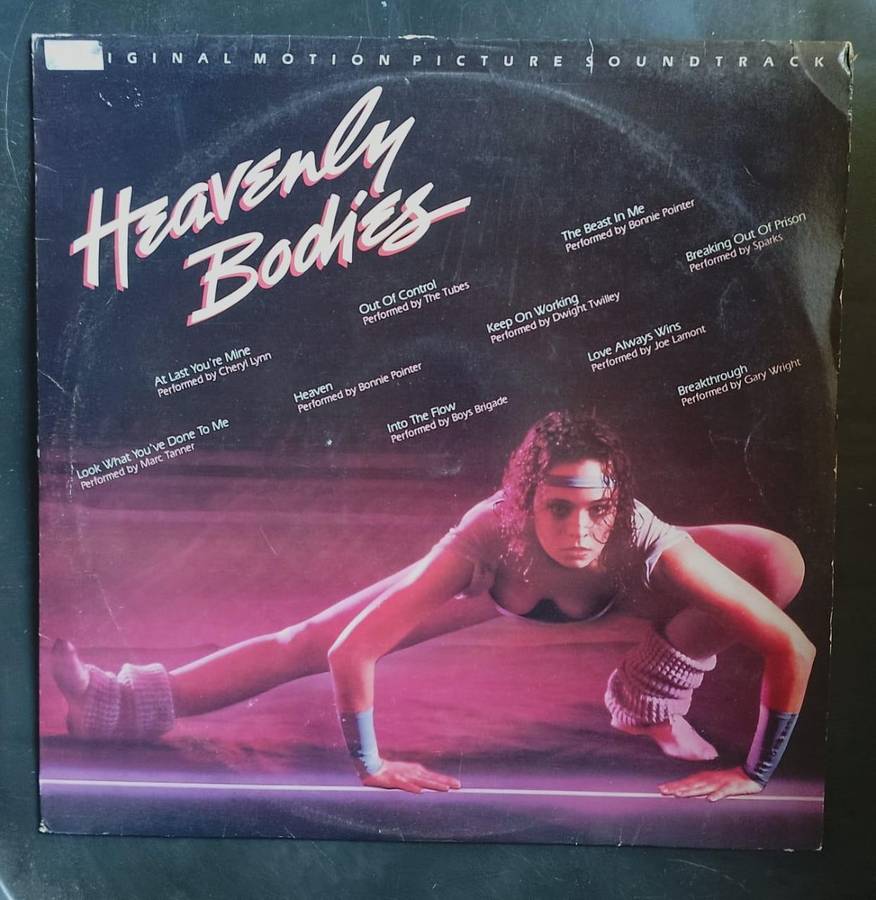 IGINAL MOTION PICTURE SOUNDTRACK
Heavenly
Bodies
The Beast In Me
Performed by Bonnie Pointer
Breaking Out Of Prison
Performed by Sparks
Out Of Control
Performed by The Tubes
Keep On Working
Performed by Dwight Twilley
Love Always Wins
Performed by Joe Lamont
At Last You're Mine
Performed by Cheryl Lynn
Heaven
Performed by Bonnie Pointer
Breakthrough
Performed by Gary Wright
Into The Flow
Performed by Boys Brigade
Look What You've Done To Me
Performed by Marc Tanner